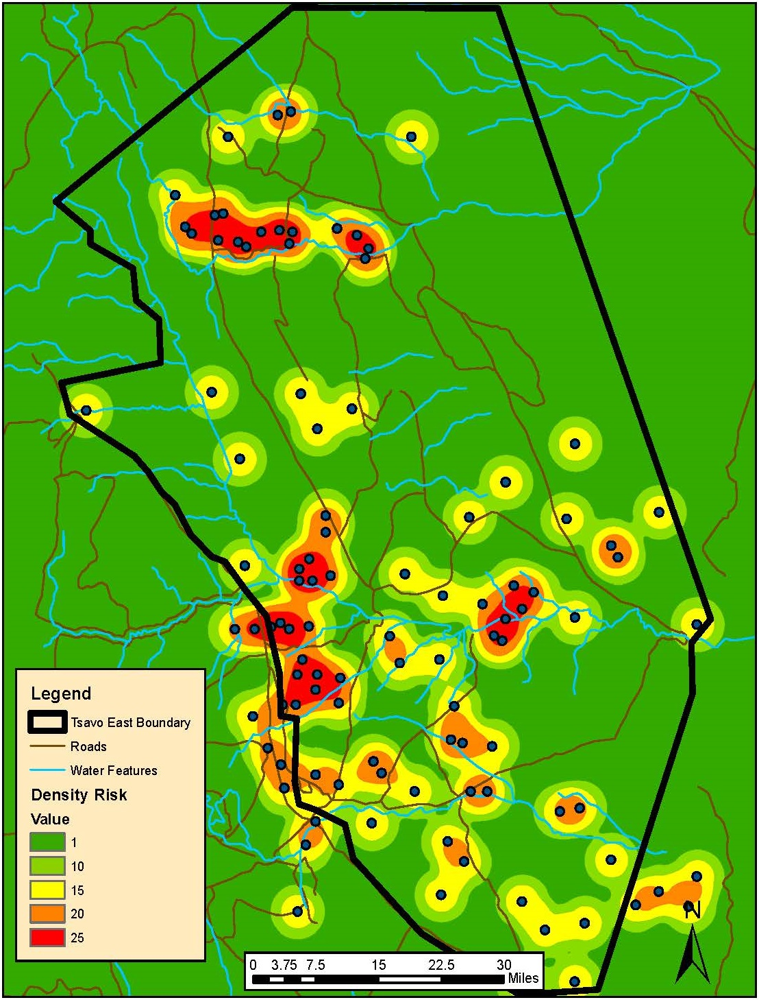 Legend
Tsavo East Boundary
Roads
Water Features
Density Risk
Value
1
10
15
20
25
N
0 3.75 7.5 15 22.5 30
Miles